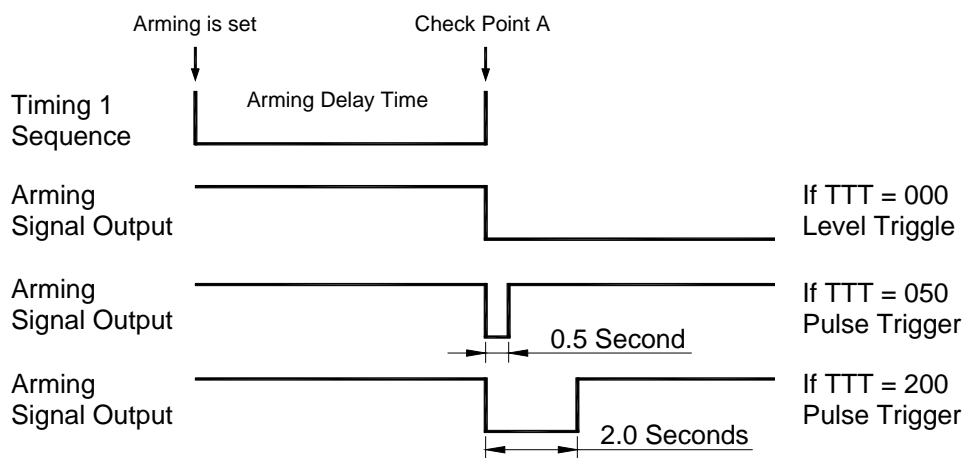 Arming is set
Check Point A
Timing 1
Sequence
Arming Delay Time
Arming
Signal Output
If TTT = 000
Level Triggle
Arming
Signal Output
0.5 Second
If TTT = 050
Pulse Trigger
Arming
Signal Output
2.0 Seconds
If TTT = 200
Pulse Trigger